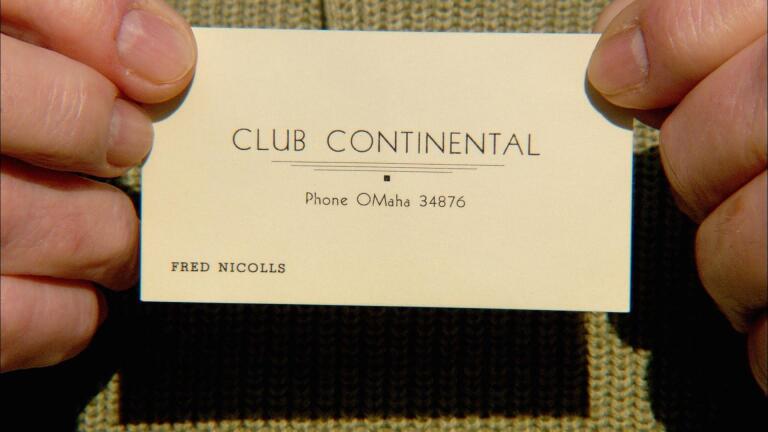 CLUB CONTINENTAL
Phone OMaha 34876
FRED NICOLLS